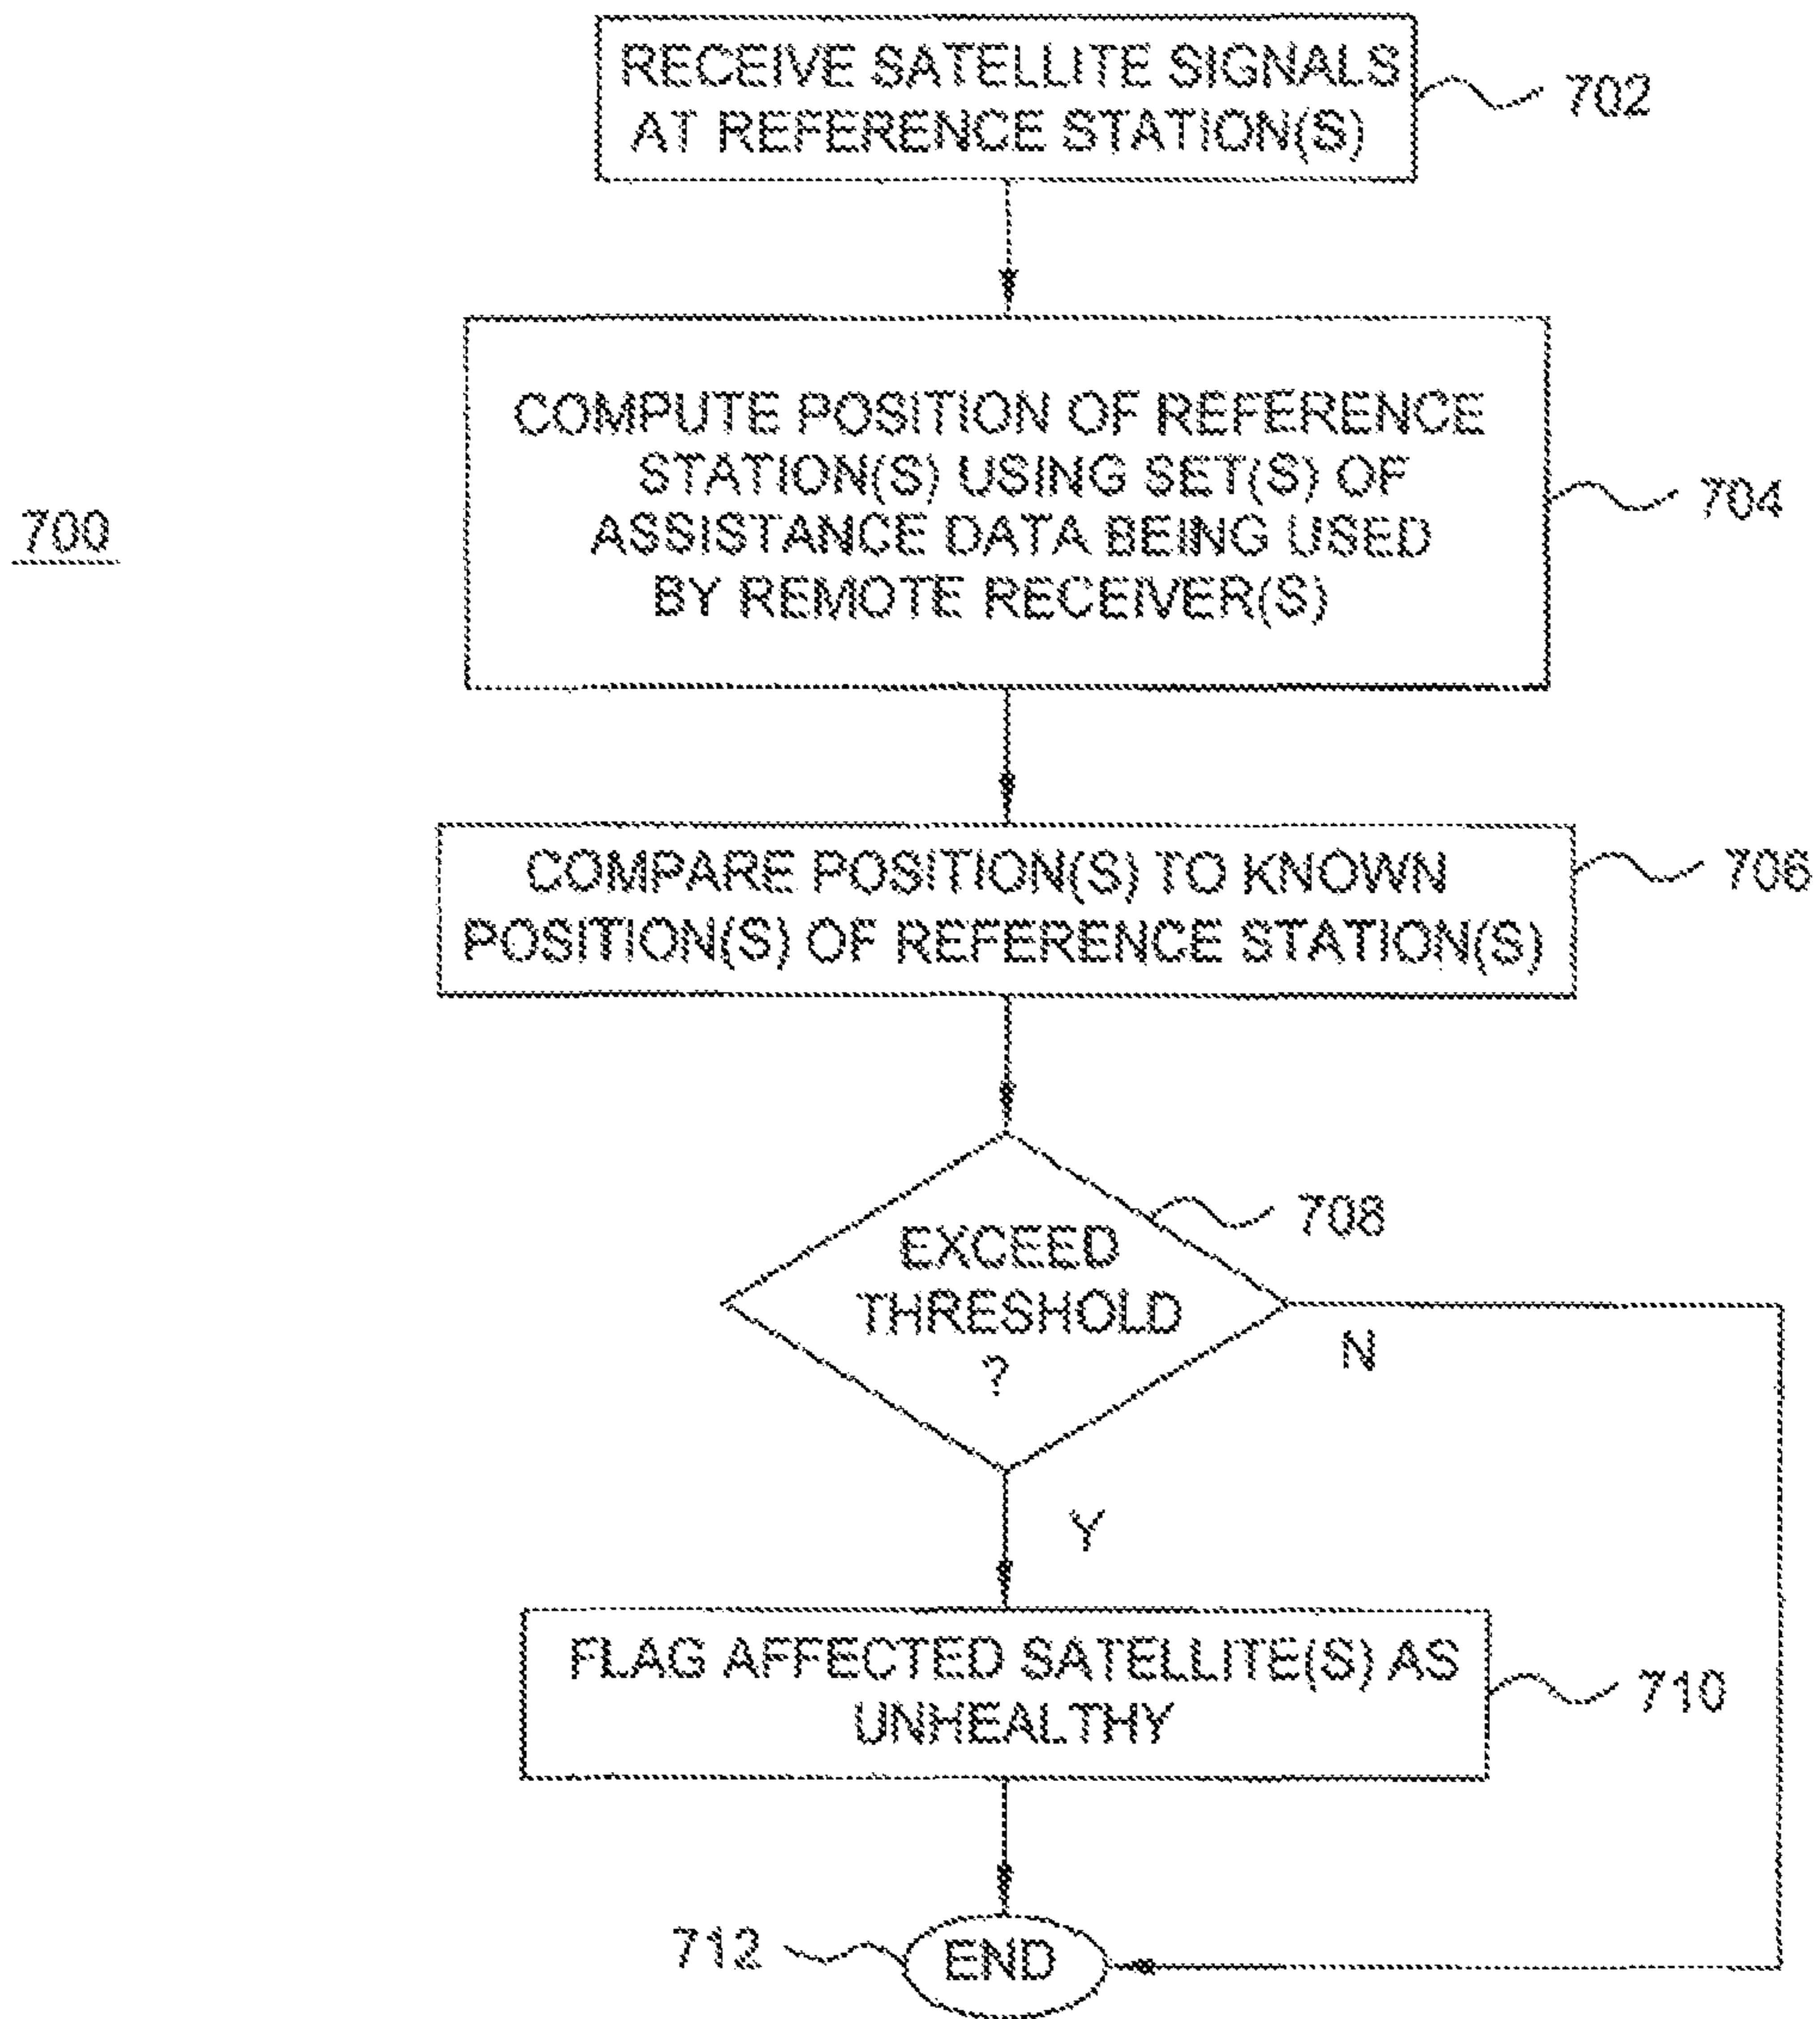 RECEIVE SATELLITE SIGNALS
AT REFERENCE STATION(S)
702
COMPUTE POSITION OF REFERENCE
STATION(S) USING SET(S) OF
ASSISTANCE DATA BEING USED
BY REMOTE RECEIVER(S)
704
700
COMPARE POSITION(S) TO KNOWN
POSITION(S) OF REFERENCE STATION(S)
706
EXCEED
THRESHOLD
?
708
N
Y
FLAG AFFECTED SATELLITE(S) AS
UNHEALTHY
710
712
END